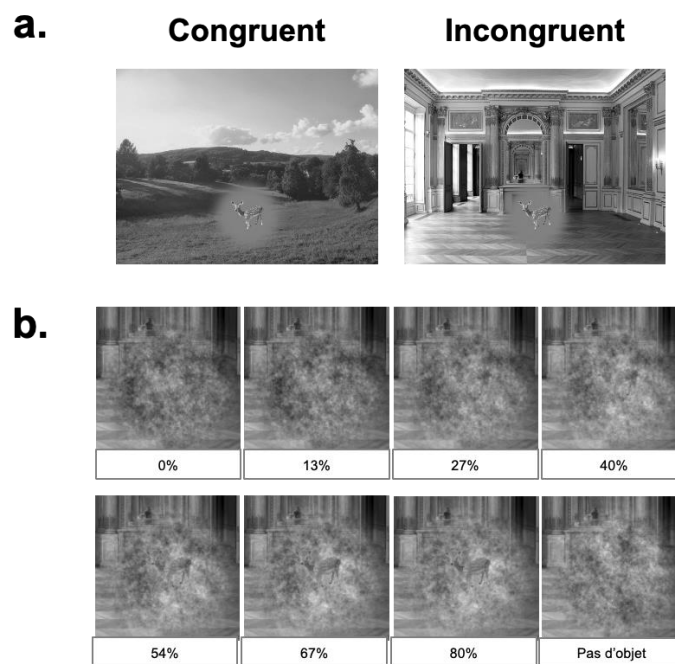 a.
Congruent
Incongruent
b.
0%
13%
27%
40%
54%
67%
80%
Pas d'objet